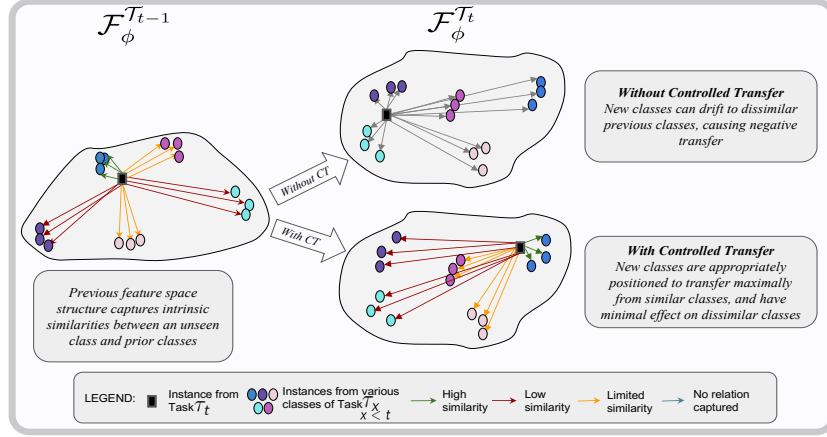 $\mathcal{F}_{\phi}^{\mathcal{T}_{t-1}}$
$\mathcal{F}_{\phi}^{\mathcal{T}_{t}}$
Without Controlled Transfer
New classes can drift to dissimilar
previous classes, causing negative
transfer
Without CT
With CT
With Controlled Transfer
New classes are appropriately
positioned to transfer maximally
from similar classes, and have
minimal effect on dissimilar classes
Previous feature space
structure captures intrinsic
similarities between an unseen
class and prior classes
LEGEND:
Instance from
Task $\mathcal{T}_t$
Instances from various
classes of Task $\mathcal{T}_x$
x < t
High
similarity
Low
similarity
Limited
similarity
No relation
captured